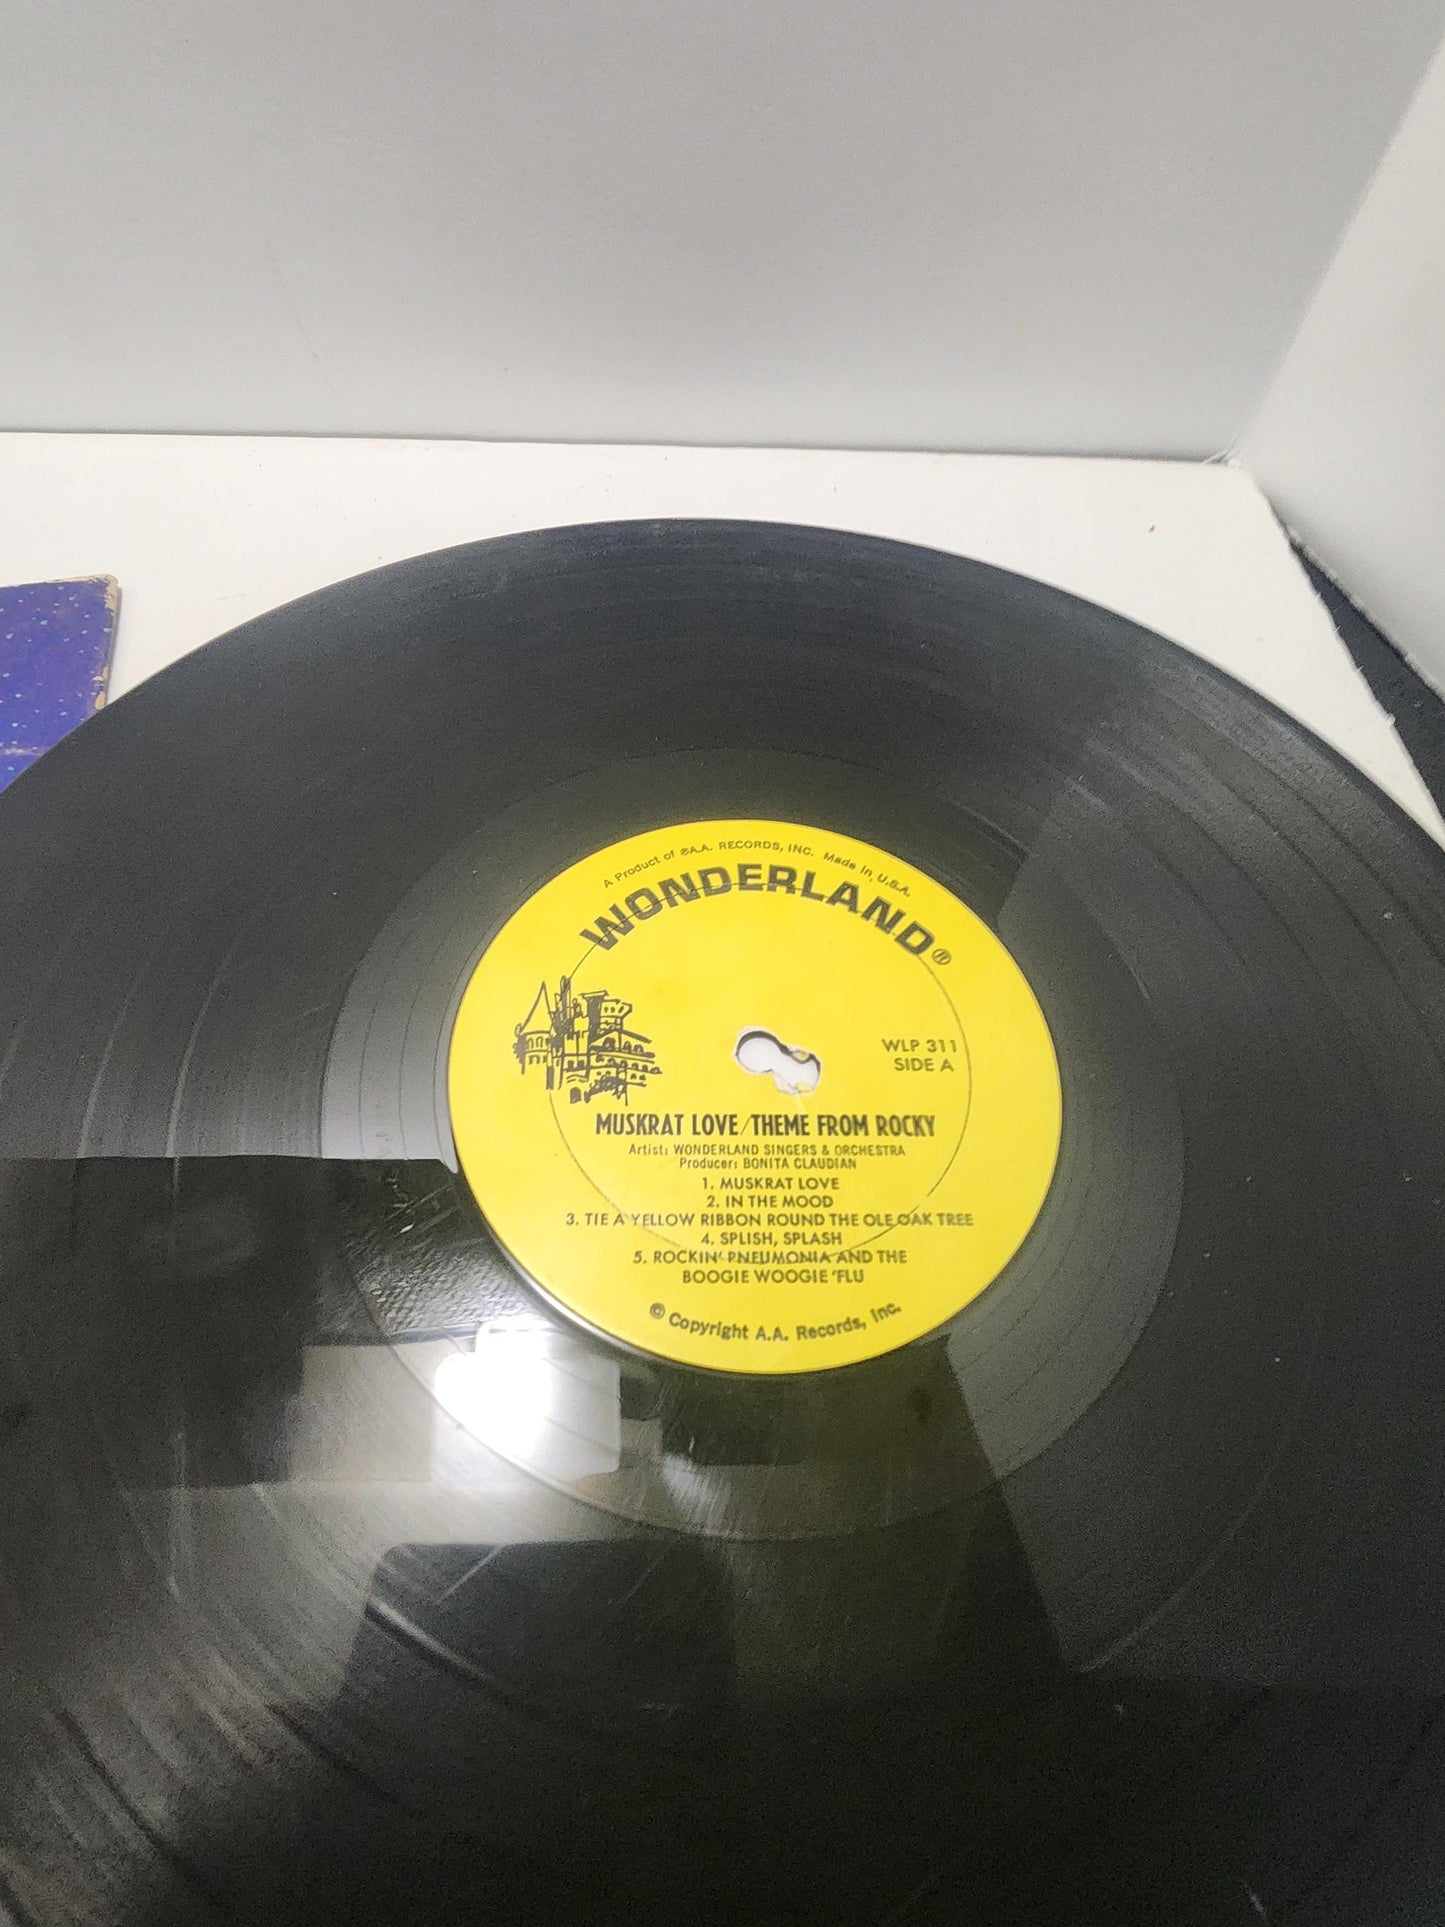 A Product of ℗A.A. RECORDS, INC. Made In U.S.A.
WONDERLAND®
WLP 311
SIDE A
MUSKRAT LOVE/THEME FROM ROCKY
Artist: WONDERLAND SINGERS & ORCHESTRA
Producer: BONITA CLAUDIAN
1. MUSKRAT LOVE
2. IN THE MOOD
3. TIE A YELLOW RIBBON ROUND THE OLE OAK TREE
4. SPLISH, SPLASH
5. ROCKIN' PNEUMONIA AND THE
BOOGIE WOOGIE 'FLU
© Copyright A.A. Records, Inc.